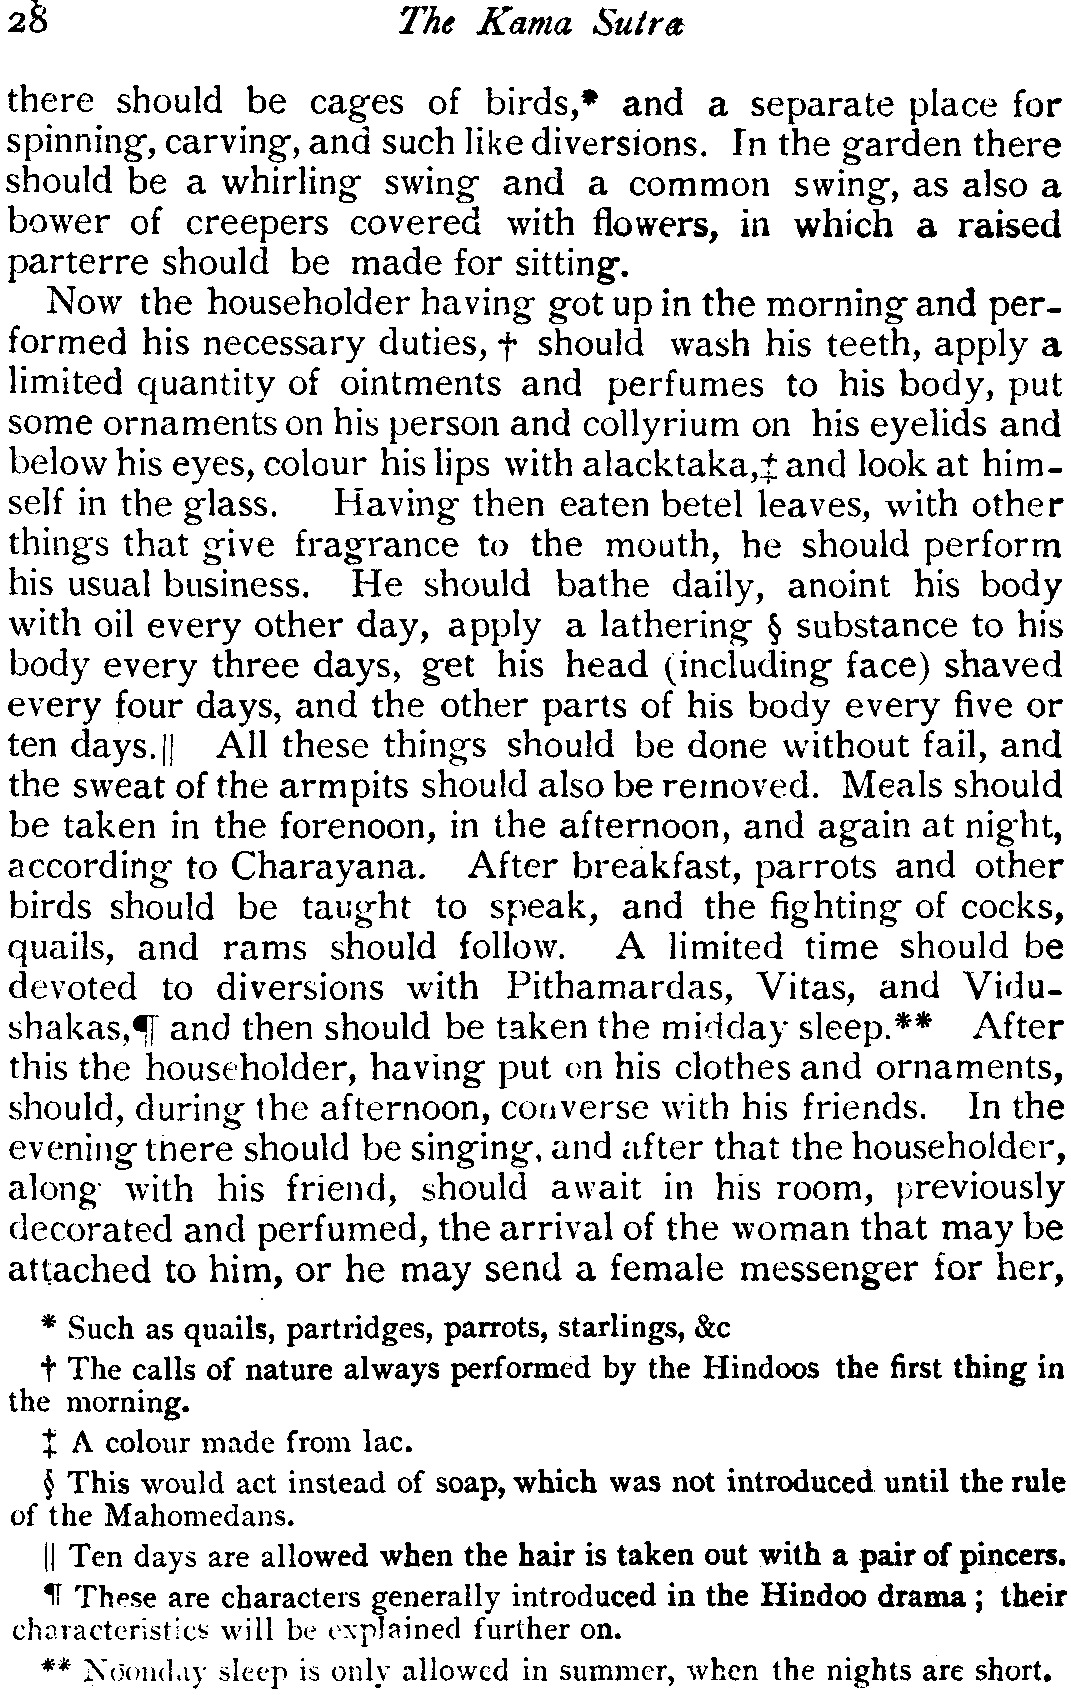 28 The Kama Sutra
there should be cages of birds,* and a separate place for
spinning, carving, and such like diversions. In the garden there
should be a whirling swing and a common swing, as also a
bower of creepers covered with flowers, in which a raised
parterre should be made for sitting.
Now the householder having got up in the morning and per-
formed his necessary duties, † should wash his teeth, apply a
limited quantity of ointments and perfumes to his body, put
some ornaments on his person and collyrium on his eyelids and
below his eyes, colour his lips with alacktaka,‡ and look at him-
self in the glass. Having then eaten betel leaves, with other
things that give fragrance to the mouth, he should perform
his usual business. He should bathe daily, anoint his body
with oil every other day, apply a lathering § substance to his
body every three days, get his head (including face) shaved
every four days, and the other parts of his body every five or
ten days.|| All these things should be done without fail, and
the sweat of the armpits should also be removed. Meals should
be taken in the forenoon, in the afternoon, and again at night,
according to Charayana. After breakfast, parrots and other
birds should be taught to speak, and the fighting of cocks,
quails, and rams should follow. A limited time should be
devoted to diversions with Pithamardas, Vitas, and Vidu-
shakas,¶ and then should be taken the midday sleep.** After
this the householder, having put on his clothes and ornaments,
should, during the afternoon, converse with his friends. In the
evening there should be singing, and after that the householder,
along with his friend, should await in his room, previously
decorated and perfumed, the arrival of the woman that may be
attached to him, or he may send a female messenger for her,
* Such as quails, partridges, parrots, starlings, &c
† The calls of nature always performed by the Hindoos the first thing in
the morning.
‡ A colour made from lac.
§ This would act instead of soap, which was not introduced until the rule
of the Mahomedans.
|| Ten days are allowed when the hair is taken out with a pair of pincers.
¶ These are characters generally introduced in the Hindoo drama ; their
characteristics will be explained further on.
** Noonday sleep is only allowed in summer, when the nights are short.